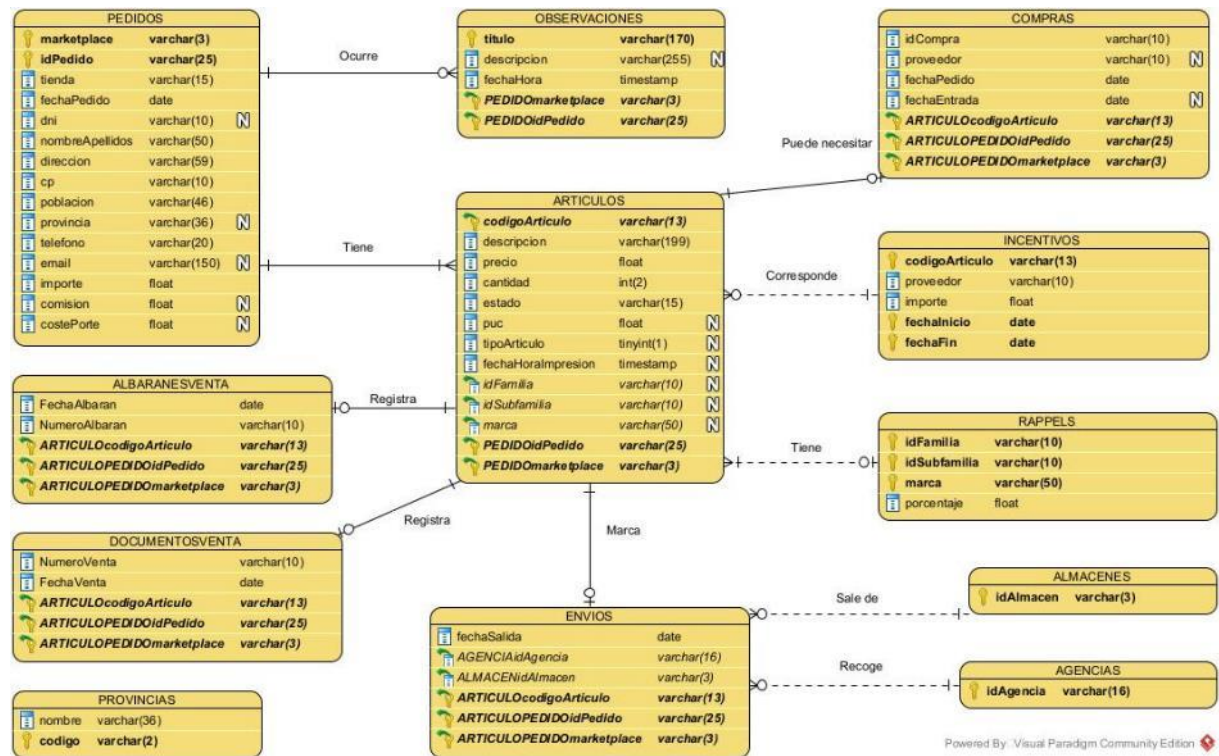 PEDIDOS
marketplace varchar(3)
idPedido varchar(25)
tienda varchar(15)
fechaPedido date
dni varchar(10) N
nombreApellidos varchar(50)
direccion varchar(59)
cp varchar(10)
poblacion varchar(46)
provincia varchar(36) N
telefono varchar(20)
email varchar(150) N
importe float
comision float N
costePorte float N
Ocurre
OBSERVACIONES
titulo varchar(170)
descripcion varchar(255) N
fechaHora timestamp
PEDIDOmarketplace varchar(3)
PEDIDOidPedido varchar(25)
COMPRAS
idCompra varchar(10)
proveedor varchar(10) N
fechaPedido date
fechaEntrada date N
ARTICULOcodigoArticulo varchar(13)
ARTICULOPEDIDOidPedido varchar(25)
ARTICULOPEDIDOmarketplace varchar(3)
Puede necesitar
Tiene
ARTICULOS
codigoArticulo varchar(13)
descripcion varchar(199)
precio float
cantidad int(2)
estado varchar(15)
puc float N
tipoArticulo tinyint(1) N
fechaHoraImpresion timestamp N
idFamilia varchar(10) N
idSubfamilia varchar(10) N
marca varchar(50) N
PEDIDOidPedido varchar(25)
PEDIDOmarketplace varchar(3)
Corresponde
INCENTIVOS
codigoArticulo varchar(13)
proveedor varchar(10)
importe float
fechaInicio date
fechaFin date
ALBARANESVENTA
FechaAlbaran date
NumeroAlbaran varchar(10)
ARTICULOcodigoArticulo varchar(13)
ARTICULOPEDIDOidPedido varchar(25)
ARTICULOPEDIDOmarketplace varchar(3)
Registra
Tiene
RAPPELS
idFamilia varchar(10)
idSubfamilia varchar(10)
marca varchar(50)
porcentaje float
Registra
Marca
DOCUMENTOSVENTA
NumeroVenta varchar(10)
FechaVenta date
ARTICULOcodigoArticulo varchar(13)
ARTICULOPEDIDOidPedido varchar(25)
ARTICULOPEDIDOmarketplace varchar(3)
ENVIOS
fechaSalida date
AGENCIAidAgencia varchar(16)
ALMACENidAlmacen varchar(3)
ARTICULOcodigoArticulo varchar(13)
ARTICULOPEDIDOidPedido varchar(25)
ARTICULOPEDIDOmarketplace varchar(3)
Sale de
ALMACENES
idAlmacen varchar(3)
Recoge
AGENCIAS
idAgencia varchar(16)
PROVINCIAS
nombre varchar(36)
codigo varchar(2)
Powered By Visual Paradigm Community Edition